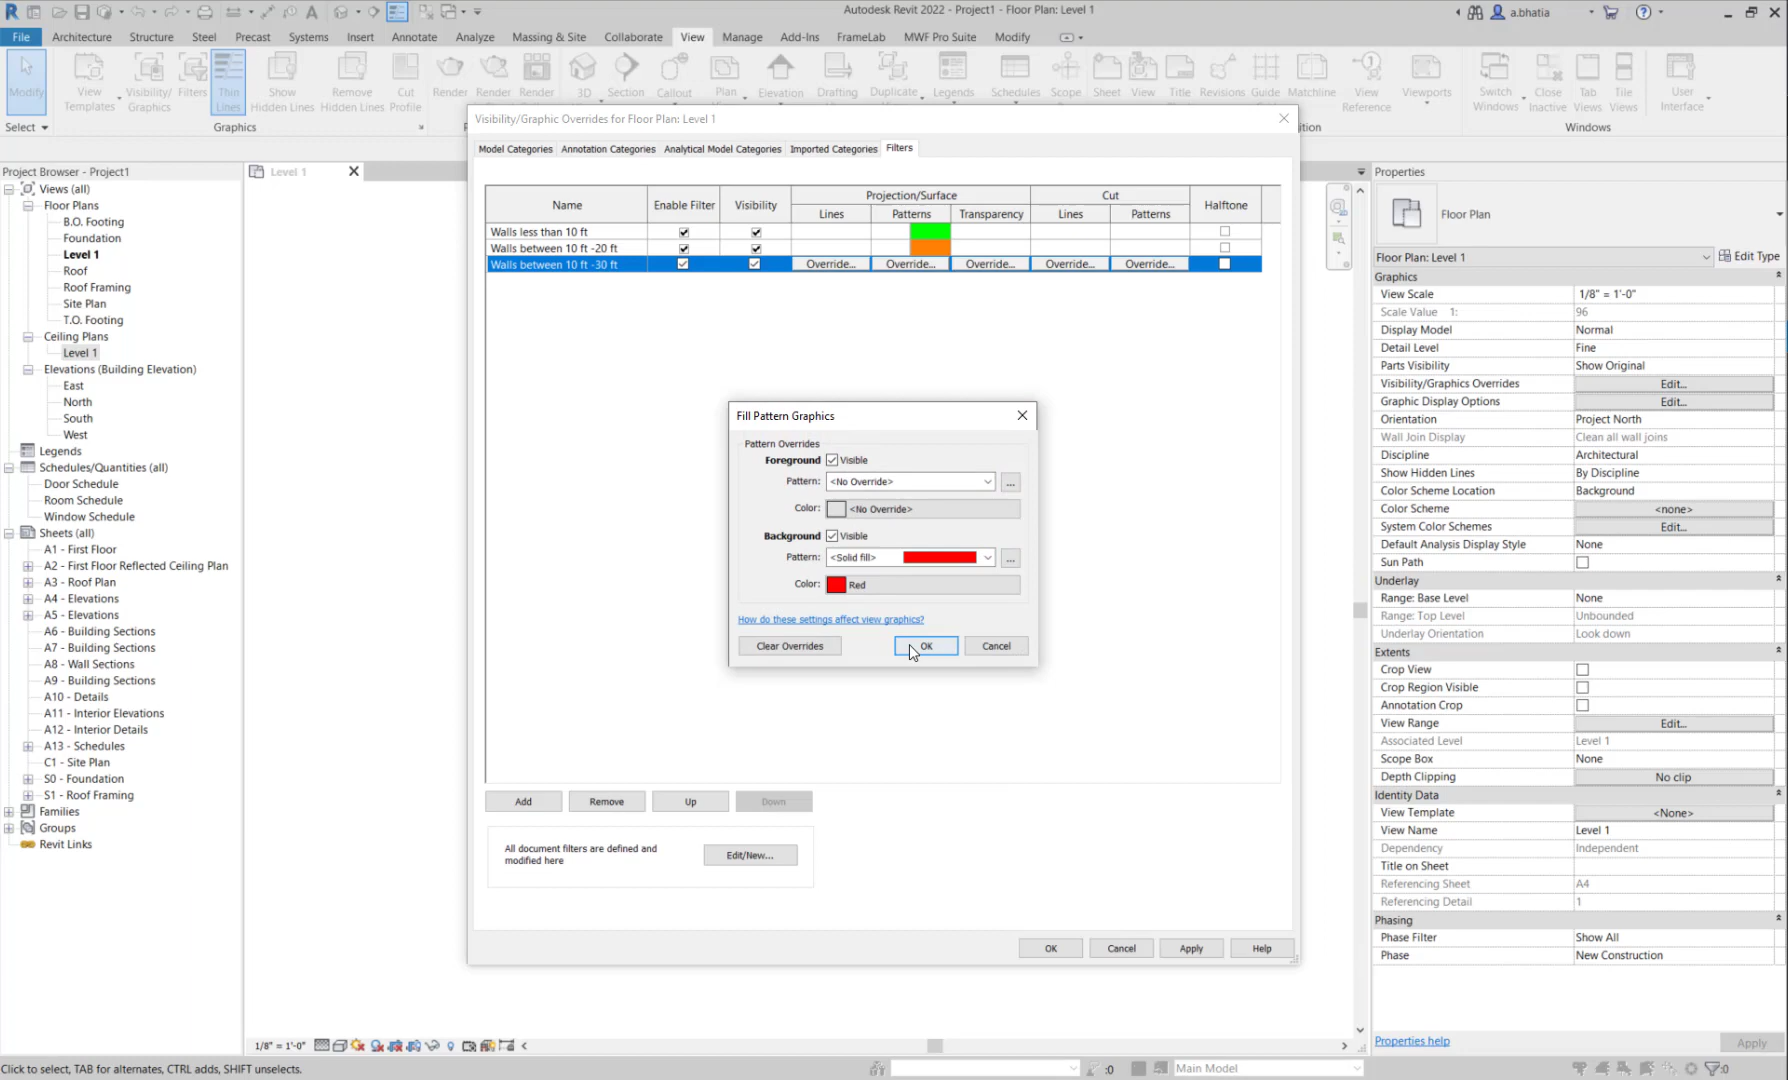 Autodesk Revit 2022 - Project1 - Floor Plan: Level 1
a.bhatia
File Architecture Structure Steel Precast Systems Insert Annotate Analyze Massing & Site Collaborate View Manage Add-Ins FrameLab MWF Pro Suite Modify
Modify View Templates Visibility/ Graphics Filters Thin Lines Show Hidden Lines Remove Hidden Lines Cut Profile Render Render Render 3D Section Callout Plan Elevation Drafting Duplicate Legends Schedules Scope Sheet View Title Revisions Guide Matchline View Reference Viewports Switch Windows Close Inactive Tab Views Tile Views User Interface
Select Graphics Windows
Visibility/Graphic Overrides for Floor Plan: Level 1
Model Categories Annotation Categories Analytical Model Categories Imported Categories Filters
Name Enable Filter Visibility Projection/Surface Cut Halftone
Lines Patterns Transparency Lines Patterns
Walls less than 10 ft
Walls between 10 ft -20 ft
Walls between 10 ft -30 ft Override... Override... Override... Override... Override...
Fill Pattern Graphics
Pattern Overrides
Foreground Visible
Pattern: <No Override> ...
Color: <No Override>
Background Visible
Pattern: <Solid fill> ...
Color: Red
How do these settings affect view graphics?
Clear Overrides OK Cancel
Add Remove Up Down
All document filters are defined and
modified here
Edit/New...
OK Cancel Apply Help
Project Browser - Project1
Level 1
Views (all)
Floor Plans
B.O. Footing
Foundation
Level 1
Roof
Roof Framing
Site Plan
T.O. Footing
Ceiling Plans
Level 1
Elevations (Building Elevation)
East
North
South
West
Legends
Schedules/Quantities (all)
Door Schedule
Room Schedule
Window Schedule
Sheets (all)
A1 - First Floor
A2 - First Floor Reflected Ceiling Plan
A3 - Roof Plan
A4 - Elevations
A5 - Elevations
A6 - Building Sections
A7 - Building Sections
A8 - Wall Sections
A9 - Building Sections
A10 - Details
A11 - Interior Elevations
A12 - Interior Details
A13 - Schedules
C1 - Site Plan
S0 - Foundation
S1 - Roof Framing
Families
Groups
Revit Links
Properties
Floor Plan
Floor Plan: Level 1 Edit Type
Graphics
View Scale 1/8" = 1'-0"
Scale Value 1: 96
Display Model Normal
Detail Level Fine
Parts Visibility Show Original
Visibility/Graphics Overrides Edit...
Graphic Display Options Edit...
Orientation Project North
Wall Join Display Clean all wall joins
Discipline Architectural
Show Hidden Lines By Discipline
Color Scheme Location Background
Color Scheme <none>
System Color Schemes Edit...
Default Analysis Display Style None
Sun Path
Underlay
Range: Base Level None
Range: Top Level Unbounded
Underlay Orientation Look down
Extents
Crop View
Crop Region Visible
Annotation Crop
View Range Edit...
Associated Level Level 1
Scope Box None
Depth Clipping No clip
Identity Data
View Template <None>
View Name Level 1
Dependency Independent
Title on Sheet
Referencing Sheet A4
Referencing Detail 1
Phasing
Phase Filter Show All
Phase New Construction
Properties help Apply
1/8" = 1'-0"
Click to select, TAB for alternates, CTRL adds, SHIFT unselects. :0 Main Model :0